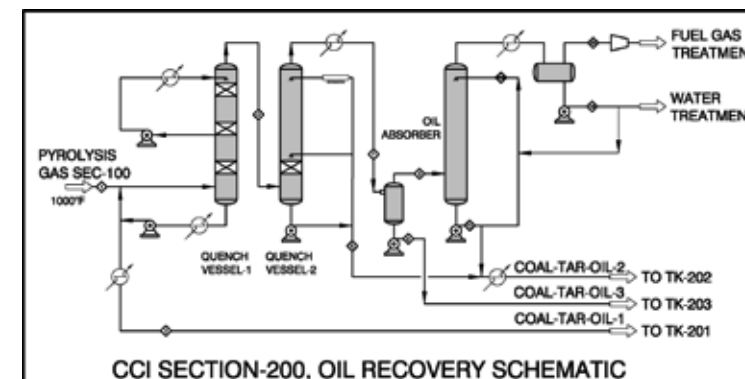 FUEL GAS
TREATMEN
WATER
TREATMEN
OIL
ABSORBER
PYROLYSIS
GAS SEC-100
1000°F
QUENCH
VESSEL-1
QUENCH
VESSEL-2
COAL-TAR-OIL-2
TO TK-202
COAL-TAR-OIL-3
TO TK-203
COAL-TAR-OIL-1
TO TK-201
CCI SECTION-200, OIL RECOVERY SCHEMATIC